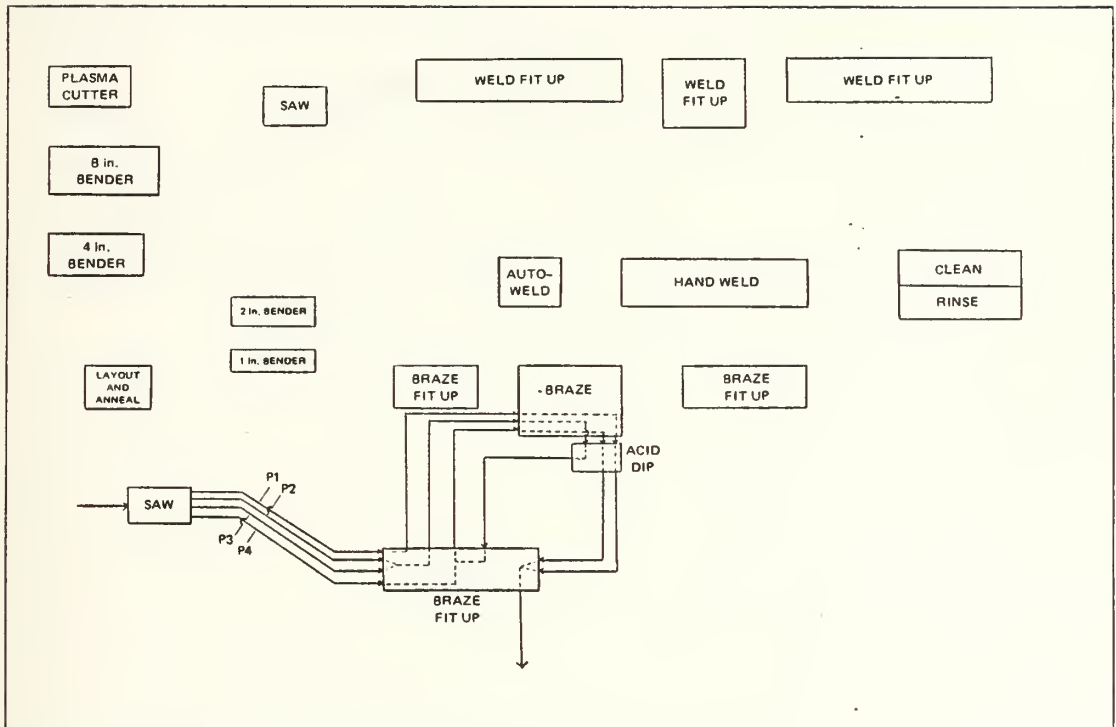 PLASMA
CUTTER
SAW
WELD FIT UP
WELD
FIT UP
WELD FIT UP
8 in.
BENDER
4 in.
BENDER
AUTO-
WELD
HAND WELD
CLEAN
RINSE
2 in. BENDER
1 in. BENDER
LAYOUT
AND
ANNEAL
BRAZE
FIT UP
BRAZE
BRAZE
FIT UP
ACID
DIP
SAW
P1
P2
P3
P4
BRAZE
FIT UP